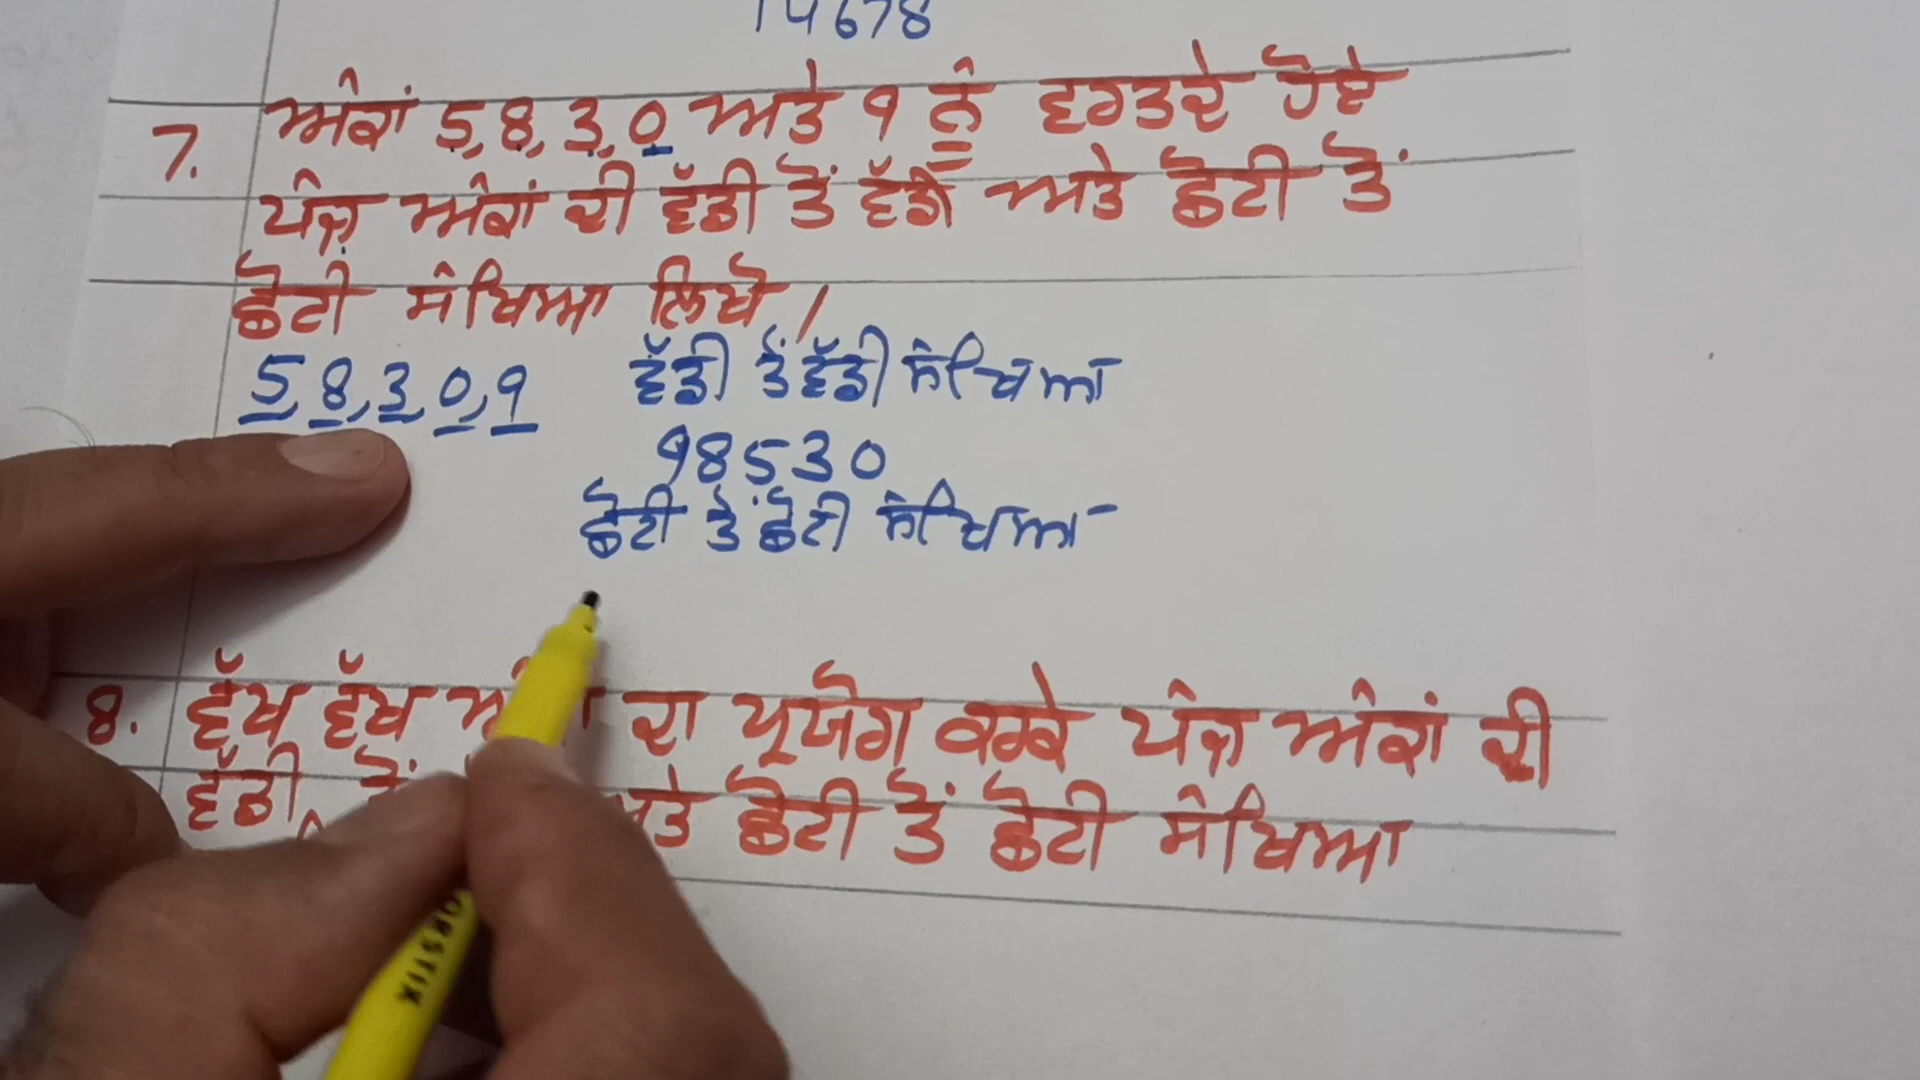 14678
7. ਅੰਕਾਂ 5, 8, 3, 0 ਅਤੇ 9 ਨੂੰ ਵਰਤਦੇ ਹੋਏ
ਪੰਜ ਅੰਕਾਂ ਦੀ ਵੱਡੀ ਤੋਂ ਵੱਡੀ ਅਤੇ ਛੋਟੀ ਤੋਂ
ਛੋਟੀ ਸੰਖਿਆ ਲਿਖੋ।
5, 8, 3, 0, 9
ਵੱਡੀ ਤੋਂ ਵੱਡੀ ਸੰਖਿਆ
98530
ਛੋਟੀ ਤੋਂ ਛੋਟੀ ਸੰਖਿਆ
8. ਵੱਖ ਵੱਖ ਦਾ ਪ੍ਰਯੋਗ ਕਰਕੇ ਪੰਜ ਅੰਕਾਂ ਦੀ
ਵੱਡੀ ਤੋਂ ਛੋਟੀ ਤੋਂ ਛੋਟੀ ਸੰਖਿਆ